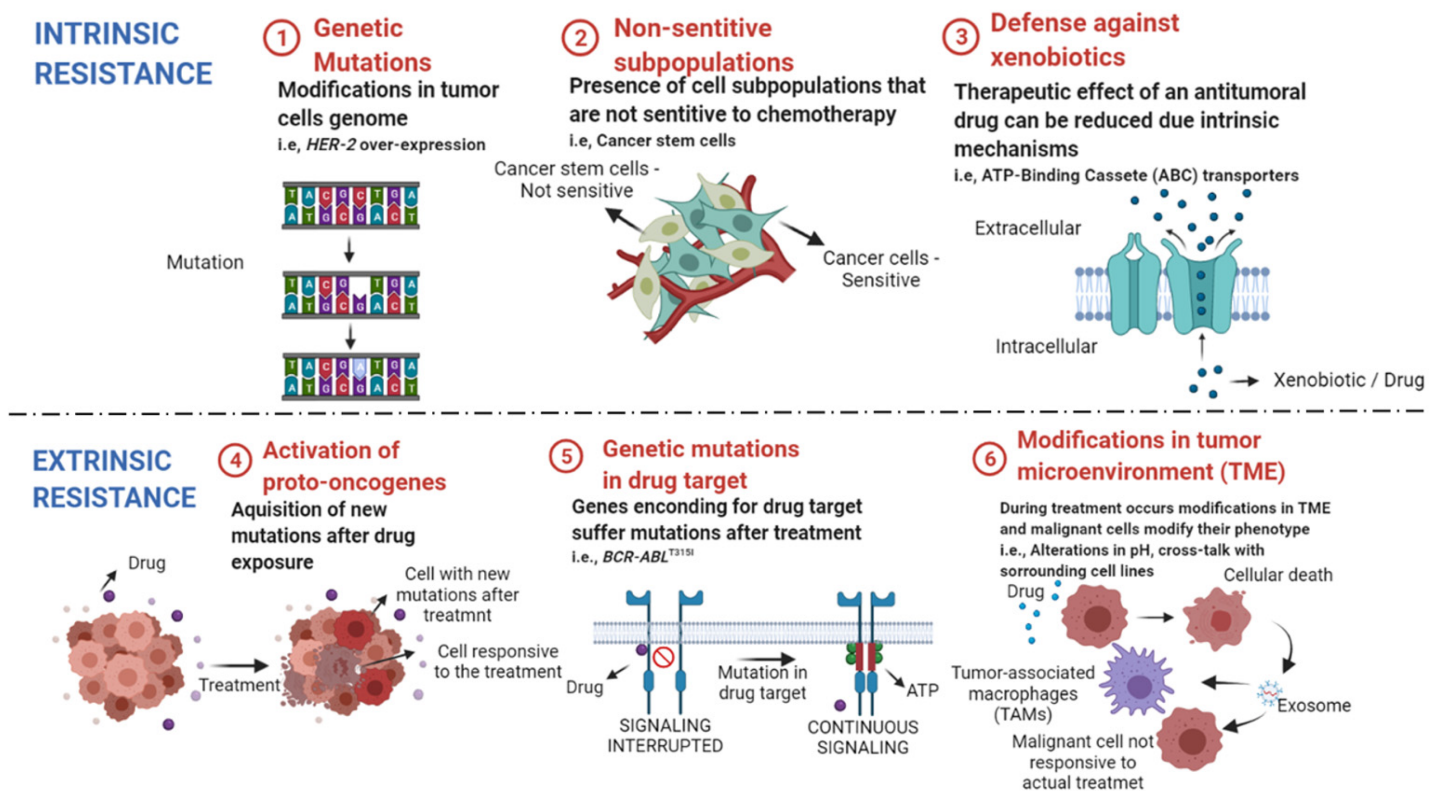 INTRINSIC
RESISTANCE
1
Genetic
Mutations
Modifications in tumor
cells genome
i.e, HER-2 over-expression
T A C G C T G A
A T G C G A C T
Mutation
T A C G T G A
A T G C G A C T
T A C G A T G A
A T G C G A C T
2
Non-sentitive
subpopulations
Presence of cell subpopulations that
are not sentitive to chemotherapy
i.e, Cancer stem cells
Cancer stem cells -
Not sensitive
Cancer cells -
Sensitive
3
Defense against
xenobiotics
Therapeutic effect of an antitumoral
drug can be reduced due intrinsic
mechanisms
i.e, ATP-Binding Cassete (ABC) transporters
Extracellular
Intracellular
Xenobiotic / Drug
EXTRINSIC
RESISTANCE
4
Activation of
proto-oncogenes
Aquisition of new
mutations after drug
exposure
Drug
Treatment
Cell with new
mutations after
treatmnt
Cell responsive
to the treatment
5
Genetic mutations
in drug target
Genes enconding for drug target
suffer mutations after treatment
i.e., BCR-ABLT315I
Drug
SIGNALING
INTERRUPTED
Mutation in
drug target
ATP
CONTINUOUS
SIGNALING
6
Modifications in tumor
microenvironment (TME)
During treatment occurs modifications in TME
and malignant cells modify their phenotype
i.e., Alterations in pH, cross-talk with
sorrounding cell lines
Drug
Cellular death
Tumor-associated
macrophages
(TAMs)
Exosome
Malignant cell not
responsive to
actual treatmet